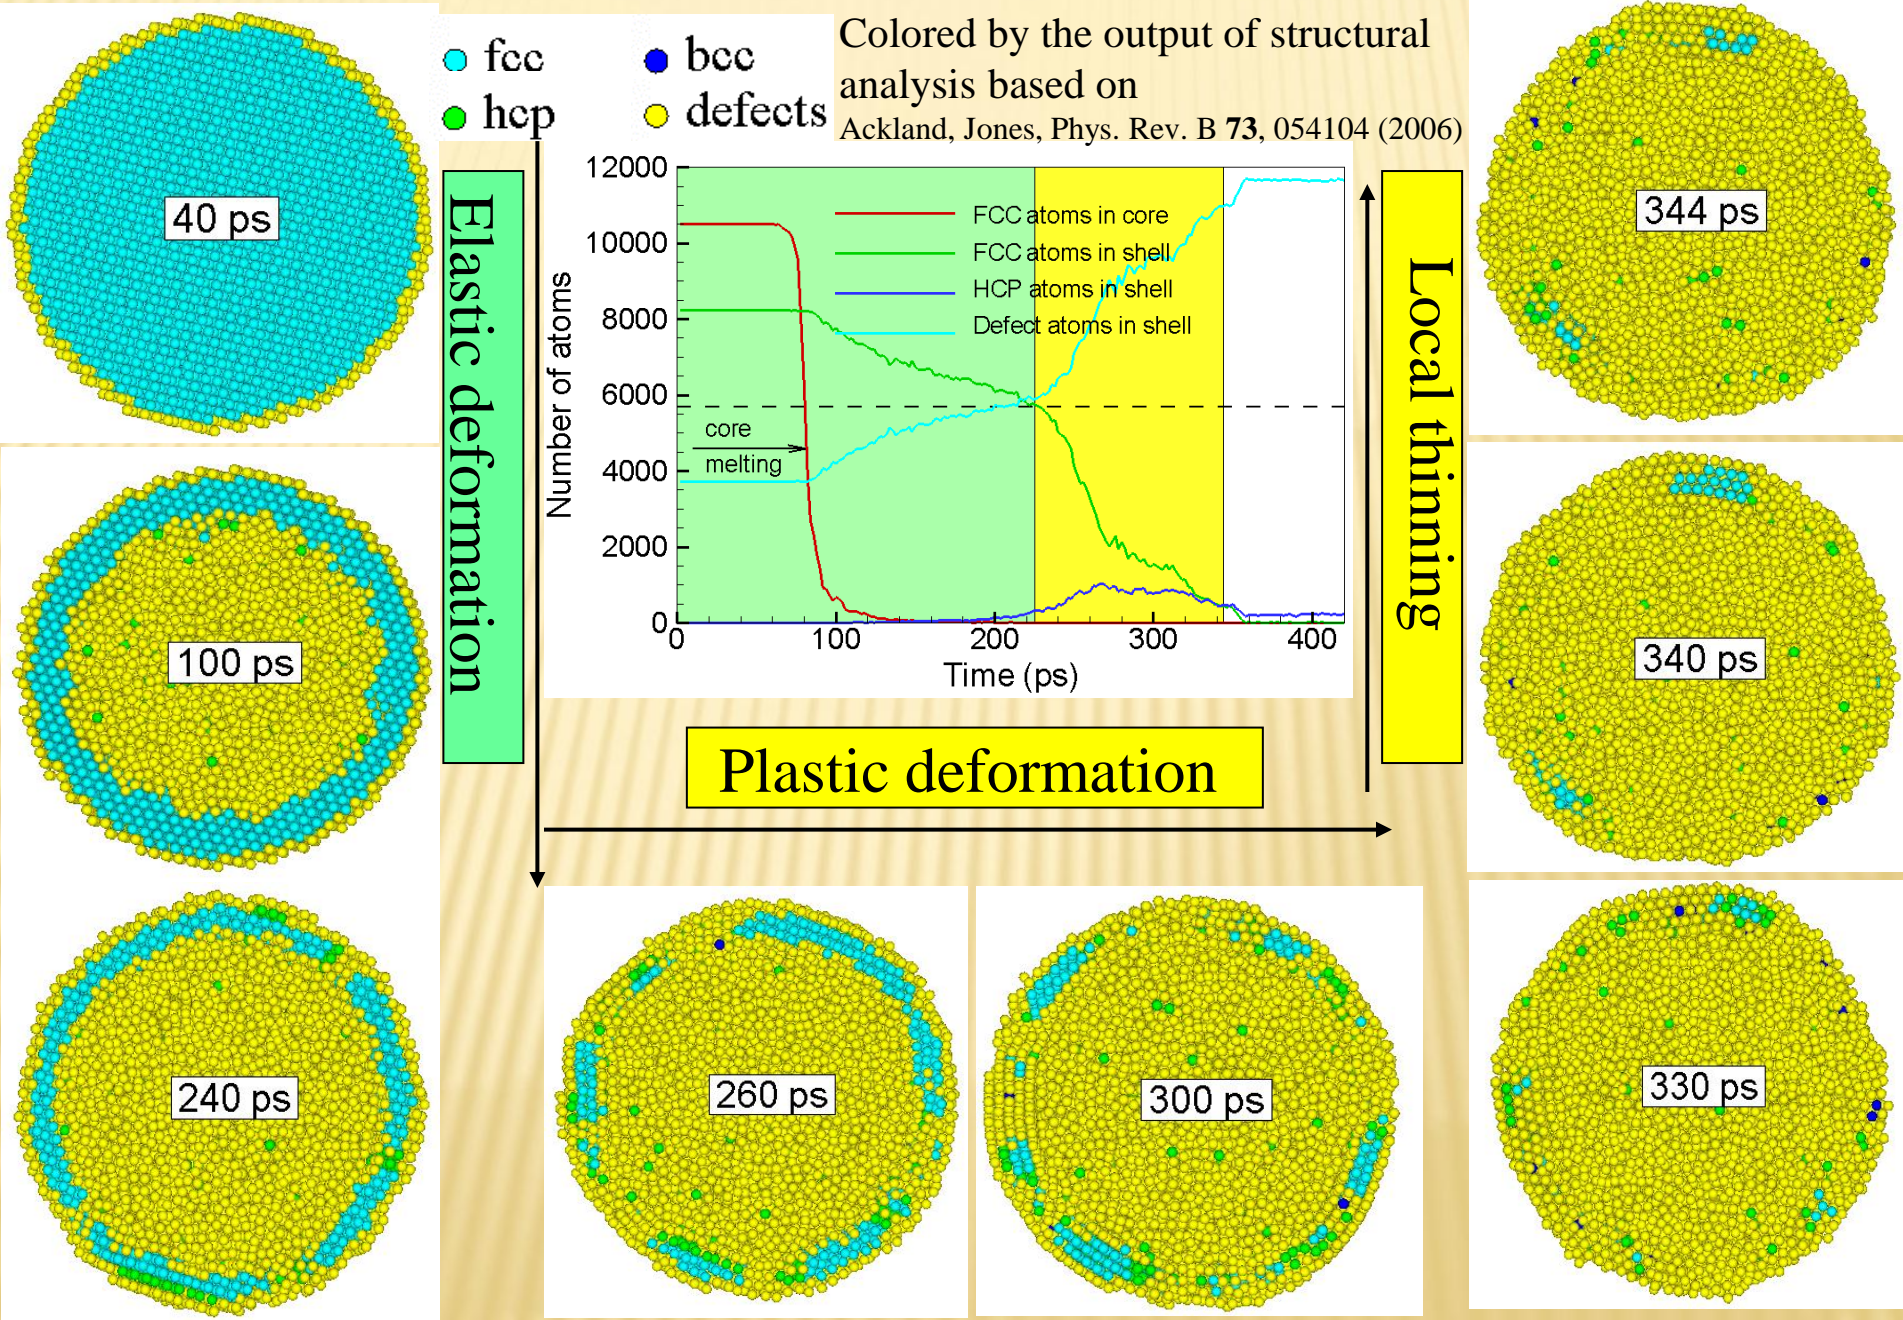 fcc
bcc
hcp
defects
Colored by the output of structural
analysis based on
Ackland, Jones, Phys. Rev. B 73, 054104 (2006)
40 ps
100 ps
240 ps
Elastic deformation
12000
10000
8000
6000
4000
2000
0
Number of atoms
FCC atoms in core
FCC atoms in shell
HCP atoms in shell
Defect atoms in shell
core
melting
0 100 200 300 400
Time (ps)
Plastic deformation
260 ps
300 ps
Local thinning
344 ps
340 ps
330 ps